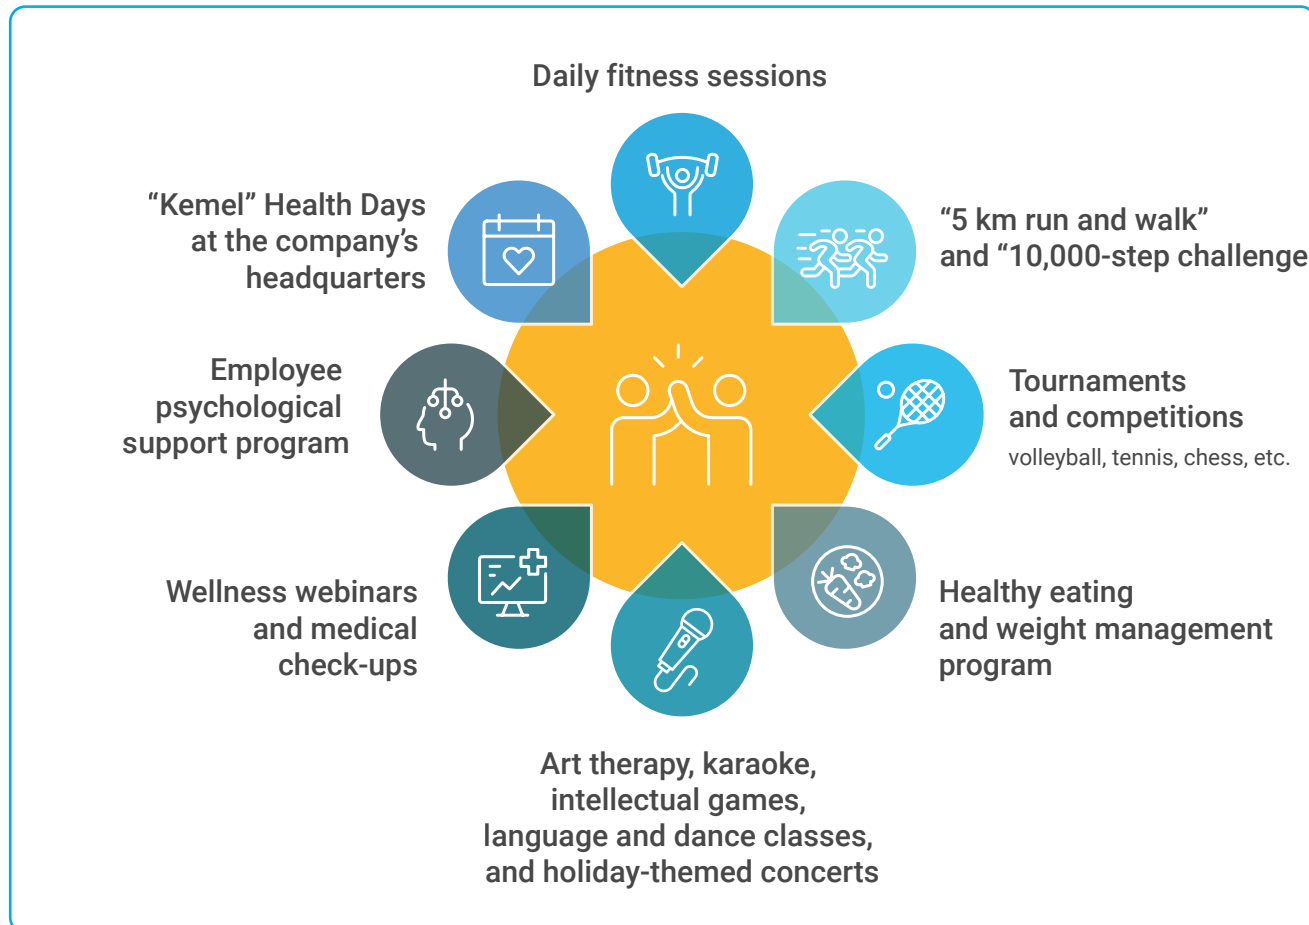 Daily fitness sessions
“Kemel” Health Days
at the company’s
headquarters
“5 km run and walk”
and “10,000-step challenge
Employee
psychological
support program
Tournaments
and competitions
volleyball, tennis, chess, etc.
Wellness webinars
and medical
check-ups
Healthy eating
and weight management
program
Art therapy, karaoke,
intellectual games,
language and dance classes,
and holiday-themed concerts